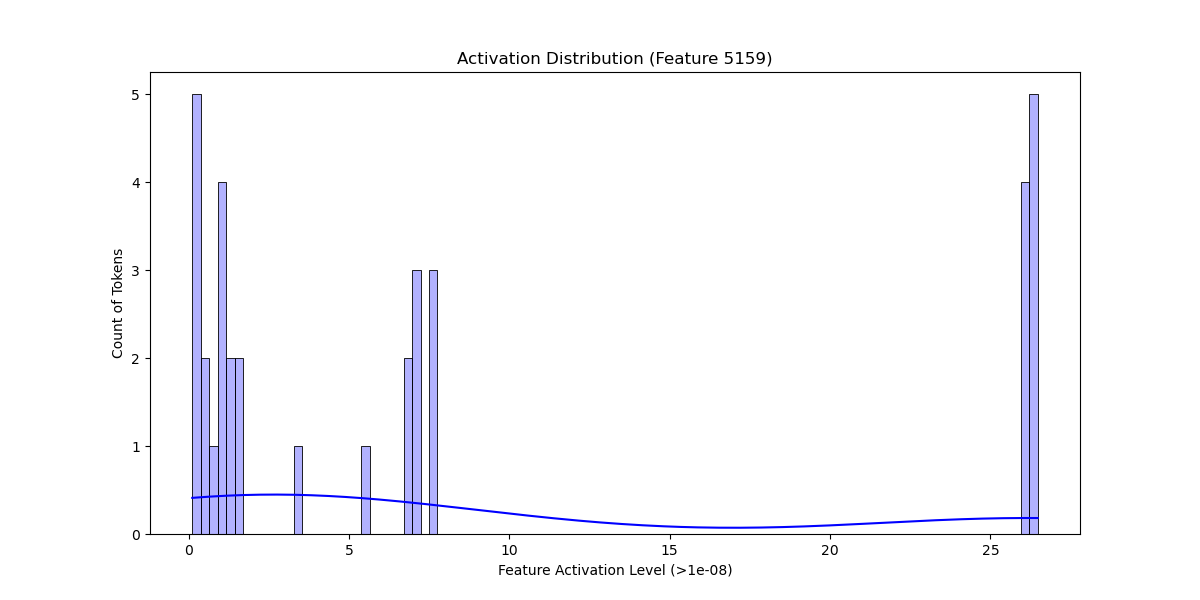 Activation Distribution (Feature 5159)
5
4
3
2
1
0
Count of Tokens
0 5 10 15 20 25
Feature Activation Level (>1e-08)